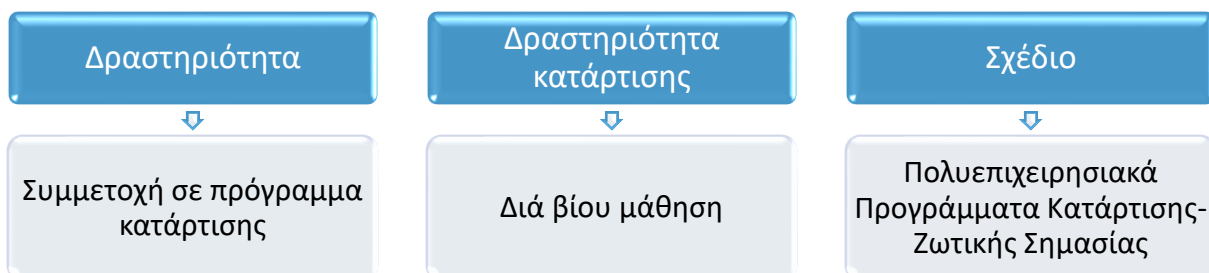 Δραστηριότητα
Συμμετοχή σε πρόγραμμα
κατάρτισης
Δραστηριότητα
κατάρτισης
Διά βίου μάθηση
Σχέδιο
Πολυεπιχειρησιακά
Προγράμματα Κατάρτισης-
Ζωτικής Σημασίας